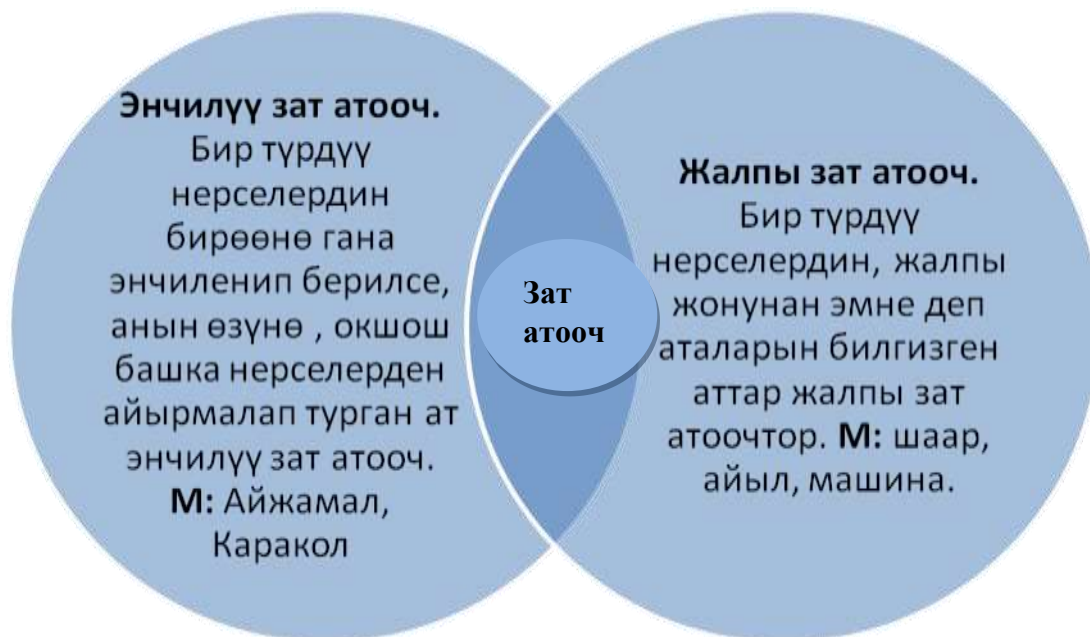 Энчилүү зат атооч.
Бир түрдүү
нерселердин
бирөөнө гана
энчиленип берилсе,
анын өзүнө , окшош
башка нерселерден
айырмалап турган ат
энчилүү зат атооч.
М: Айжамал,
Каракол
Зат
атооч
Жалпы зат атооч.
Бир түрдүү
нерселердин, жалпы
жонунан эмне деп
аталарын билгизген
аттар жалпы зат
атоочтор. М: шаар,
айыл, машина.